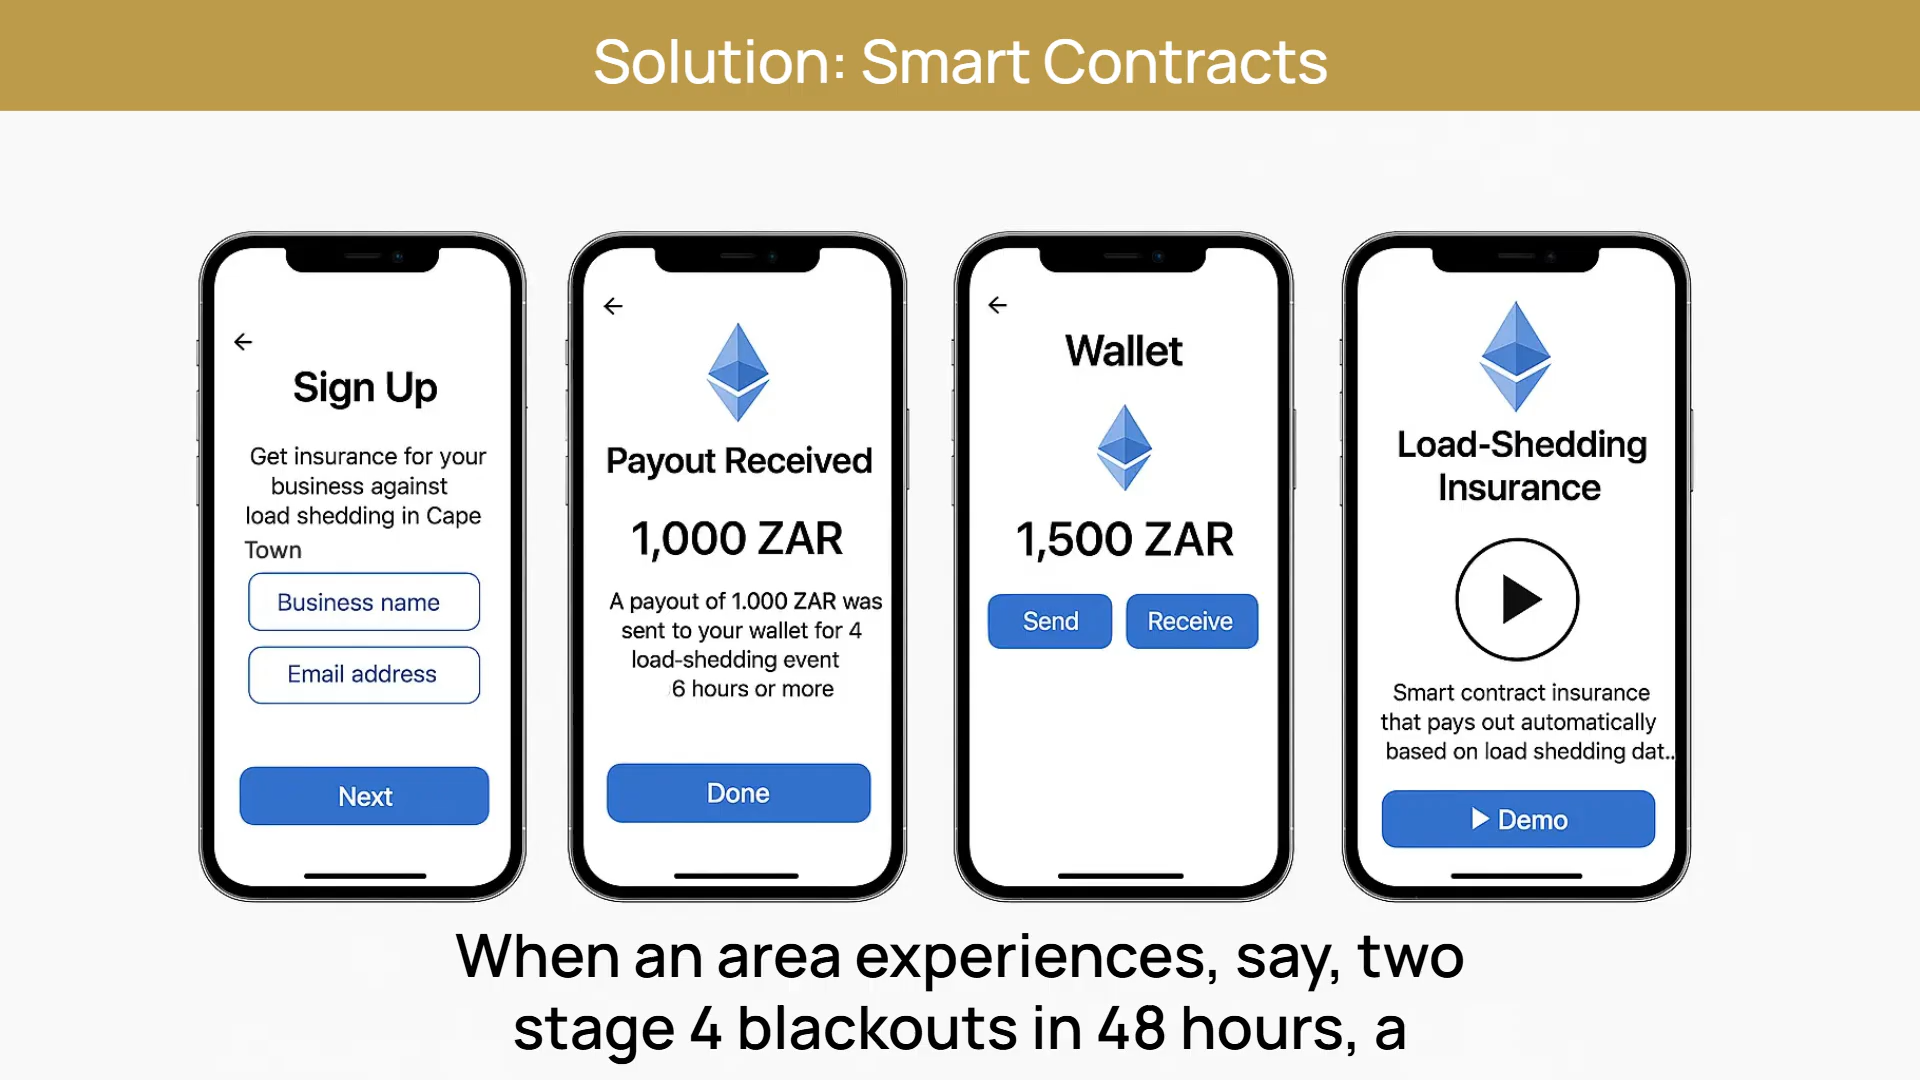 Solution: Smart Contracts
Sign Up
Get insurance for your
business against
load shedding in Cape
Town
Business name
Email address
Next
Payout Received
1,000 ZAR
A payout of 1.000 ZAR was
sent to your wallet for 4
load-shedding event
6 hours or more
Done
Wallet
1,500 ZAR
Send
Receive
Load-Shedding
Insurance
Smart contract insurance
that pays out automatically
based on load shedding dat..
Demo
When an area experiences, say, two
stage 4 blackouts in 48 hours, a